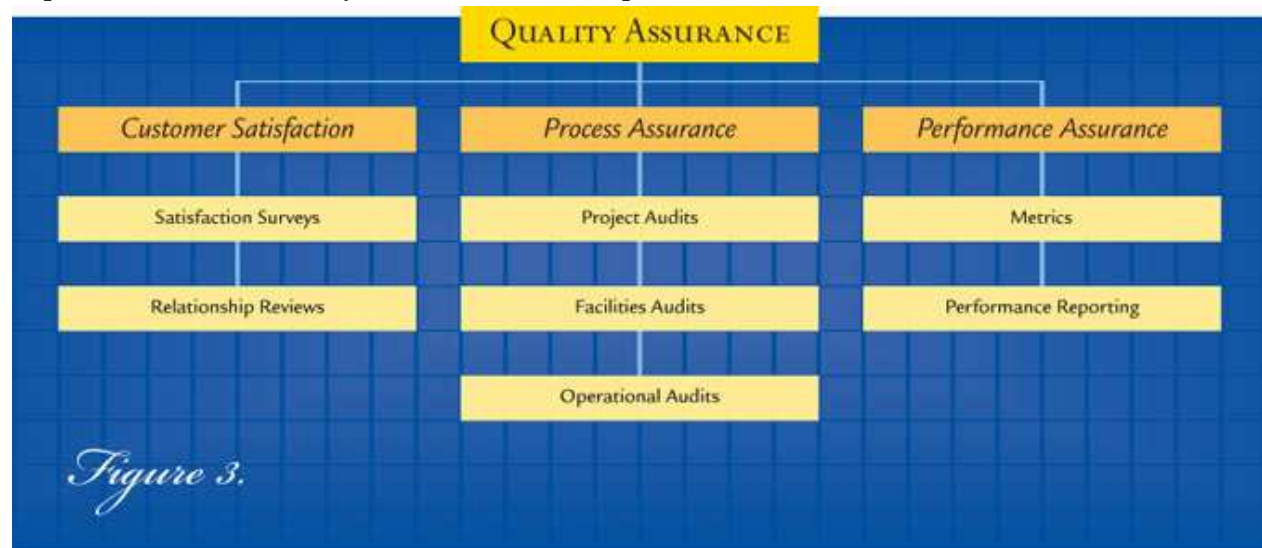 QUALITY ASSURANCE
Customer Satisfaction
Process Assurance
Performance Assurance
Satisfaction Surveys
Project Audits
Metrics
Relationship Reviews
Facilities Audits
Performance Reporting
Operational Audits
Figure 3.